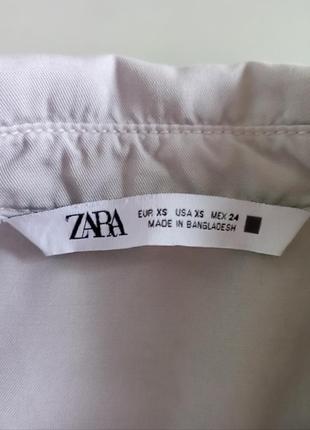 ZARA
EUR XS USA XS MEX 24
MADE IN BANGLADESH